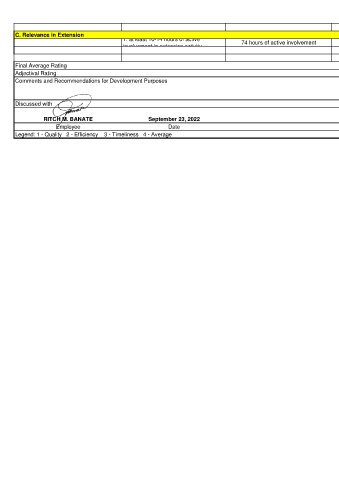 C. Relevance in Extension
1. at least 10-14 hours of active
involvement in extension activity
74 hours of active involvement
Final Average Rating
Adjectival Rating
Comments and Recommendations for Development Purposes
Discussed with
RITCH M. BANATE September 23, 2022
Employee Date
Legend: 1 - Quality 2 - Efficiency 3 - Timeliness 4 - Average